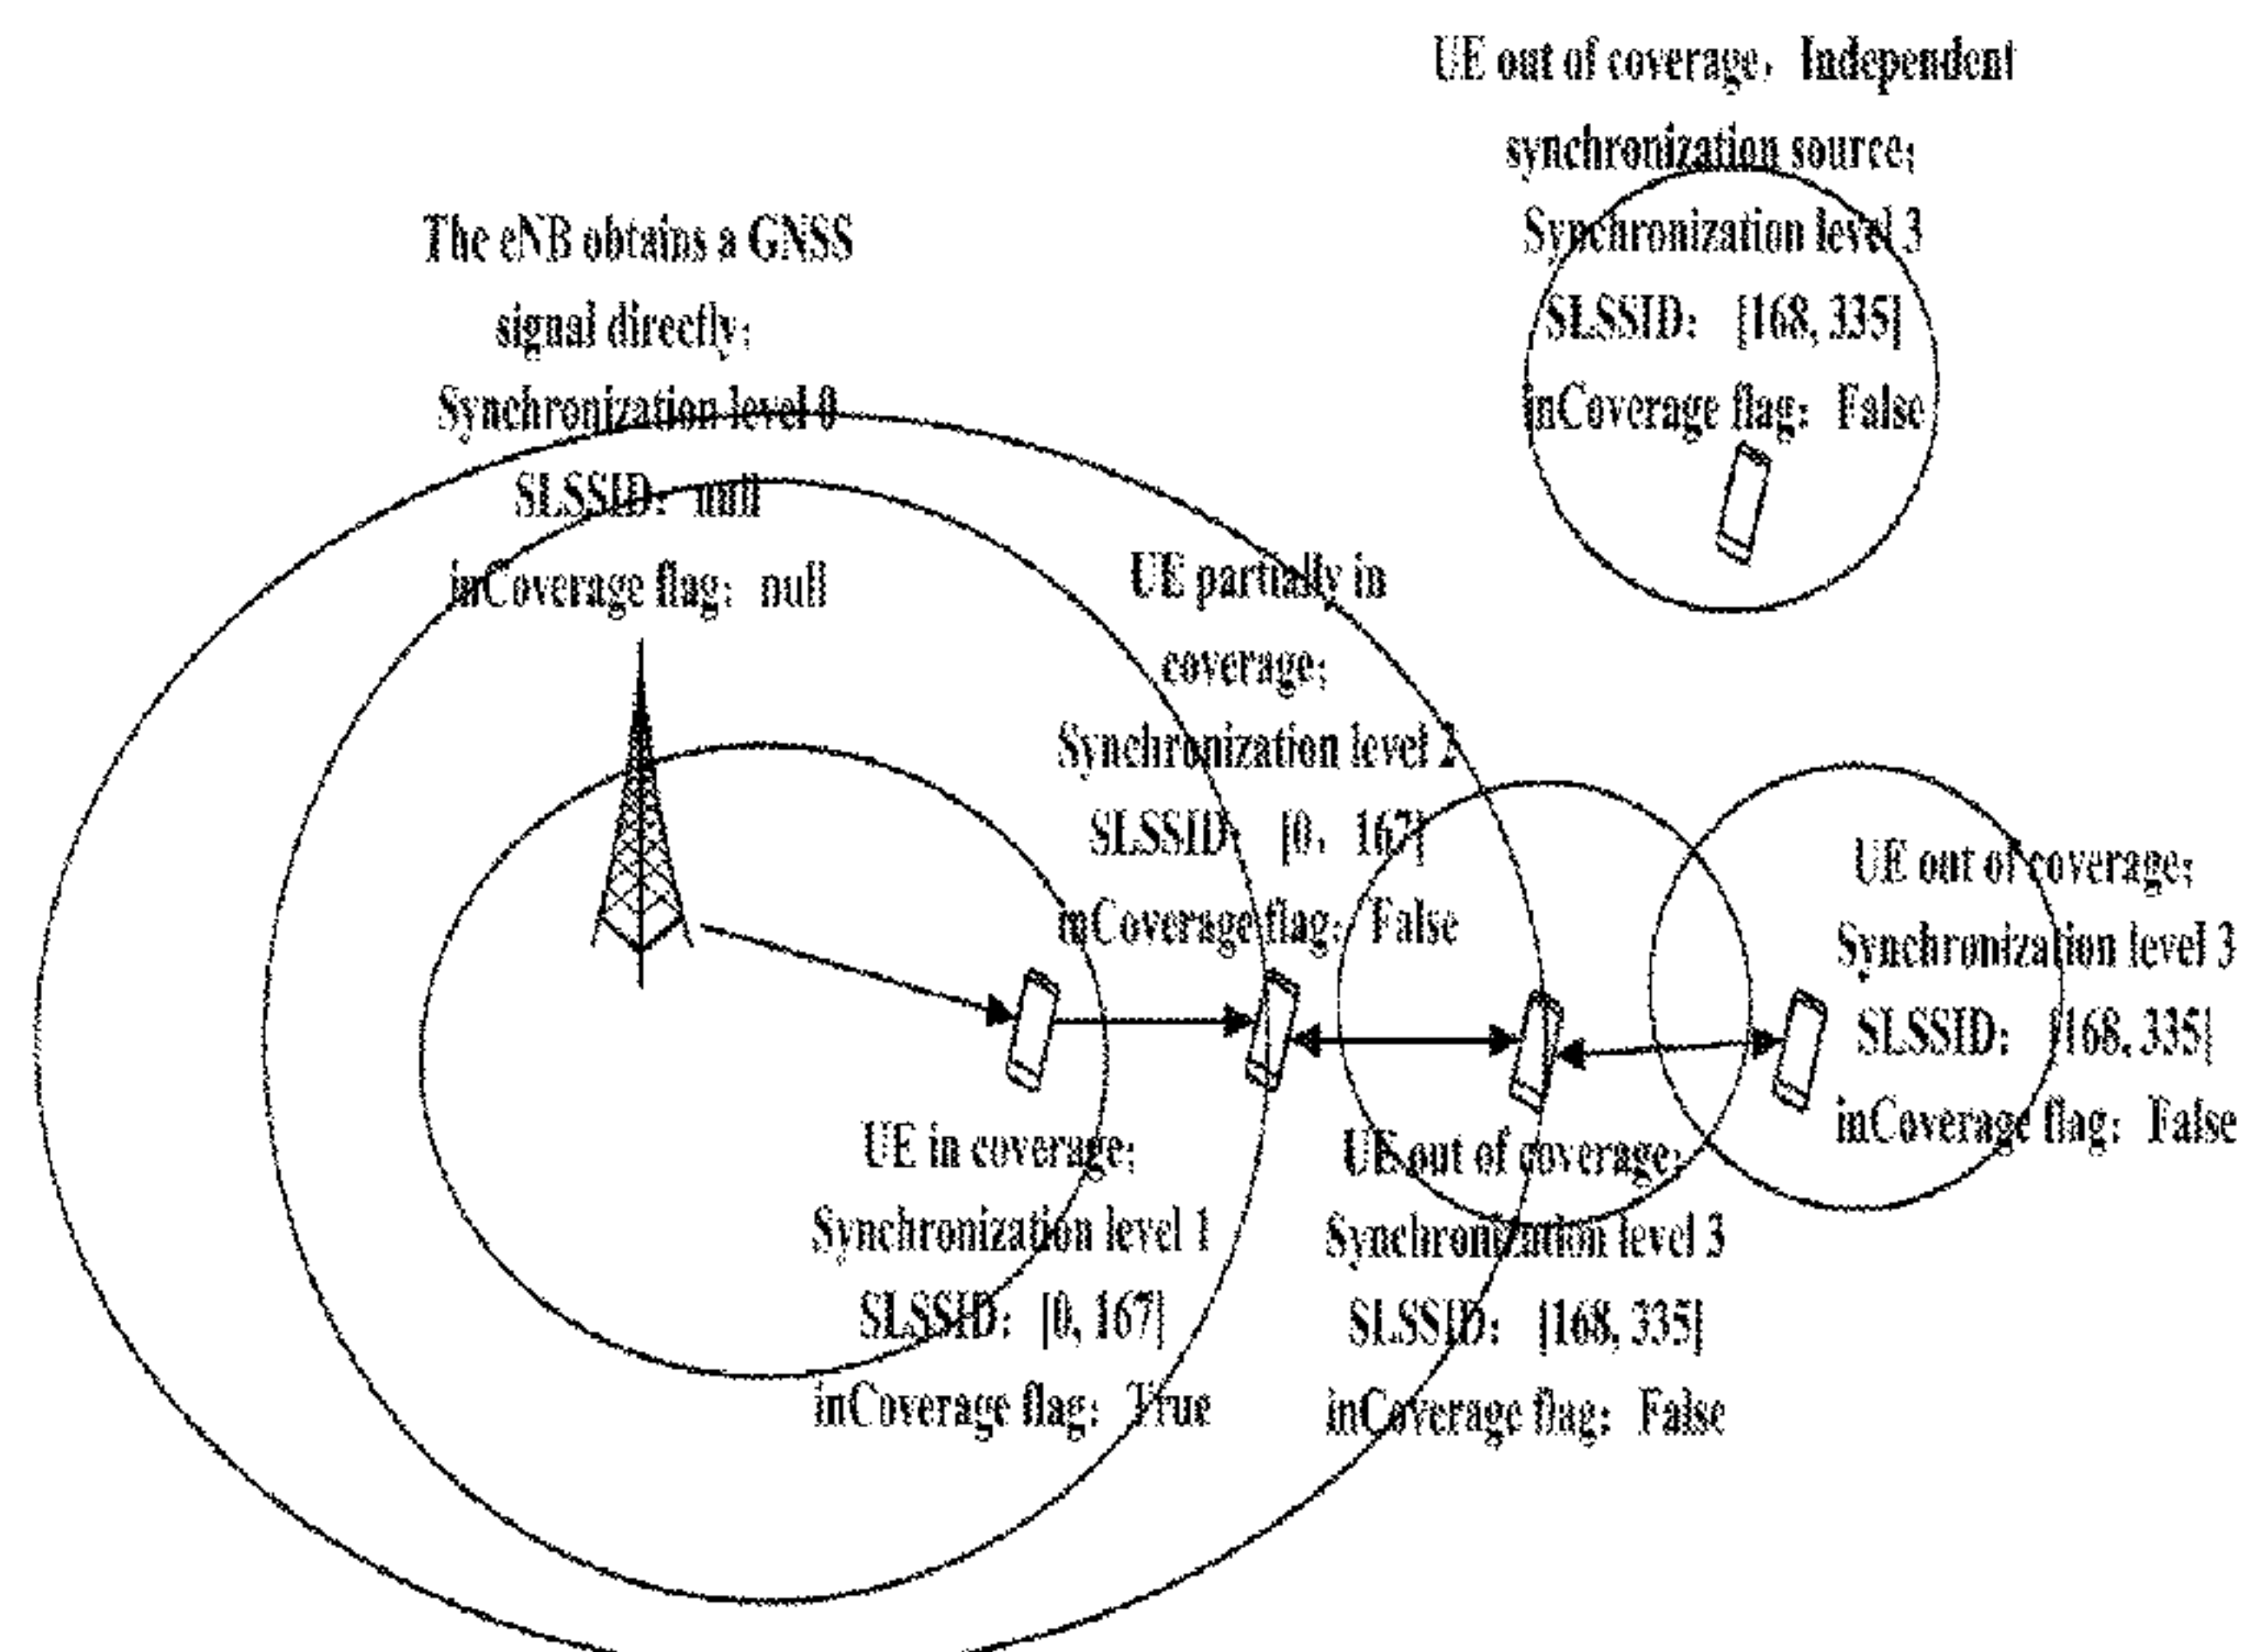 UE out of coverage，Independent
synchronization source；
Synchronization level 3
SLSSID： [168, 335]
inCoverage flag： False
The eNB obtains a GNSS
signal directly；
Synchronization level 0
SLSSID： null
inCoverage flag： null
UE partially in
coverage；
Synchronization level 2
SLSSID： [0， 167]
inCoverage flag： False
UE out of coverage；
Synchronization level 3
SLSSID： [168, 335]
inCoverage flag： False
UE in coverage；
Synchronization level 1
SLSSID： [0, 167]
inCoverage flag： True
UE out of coverage；
Synchronization level 3
SLSSID： [168, 335]
inCoverage flag： False